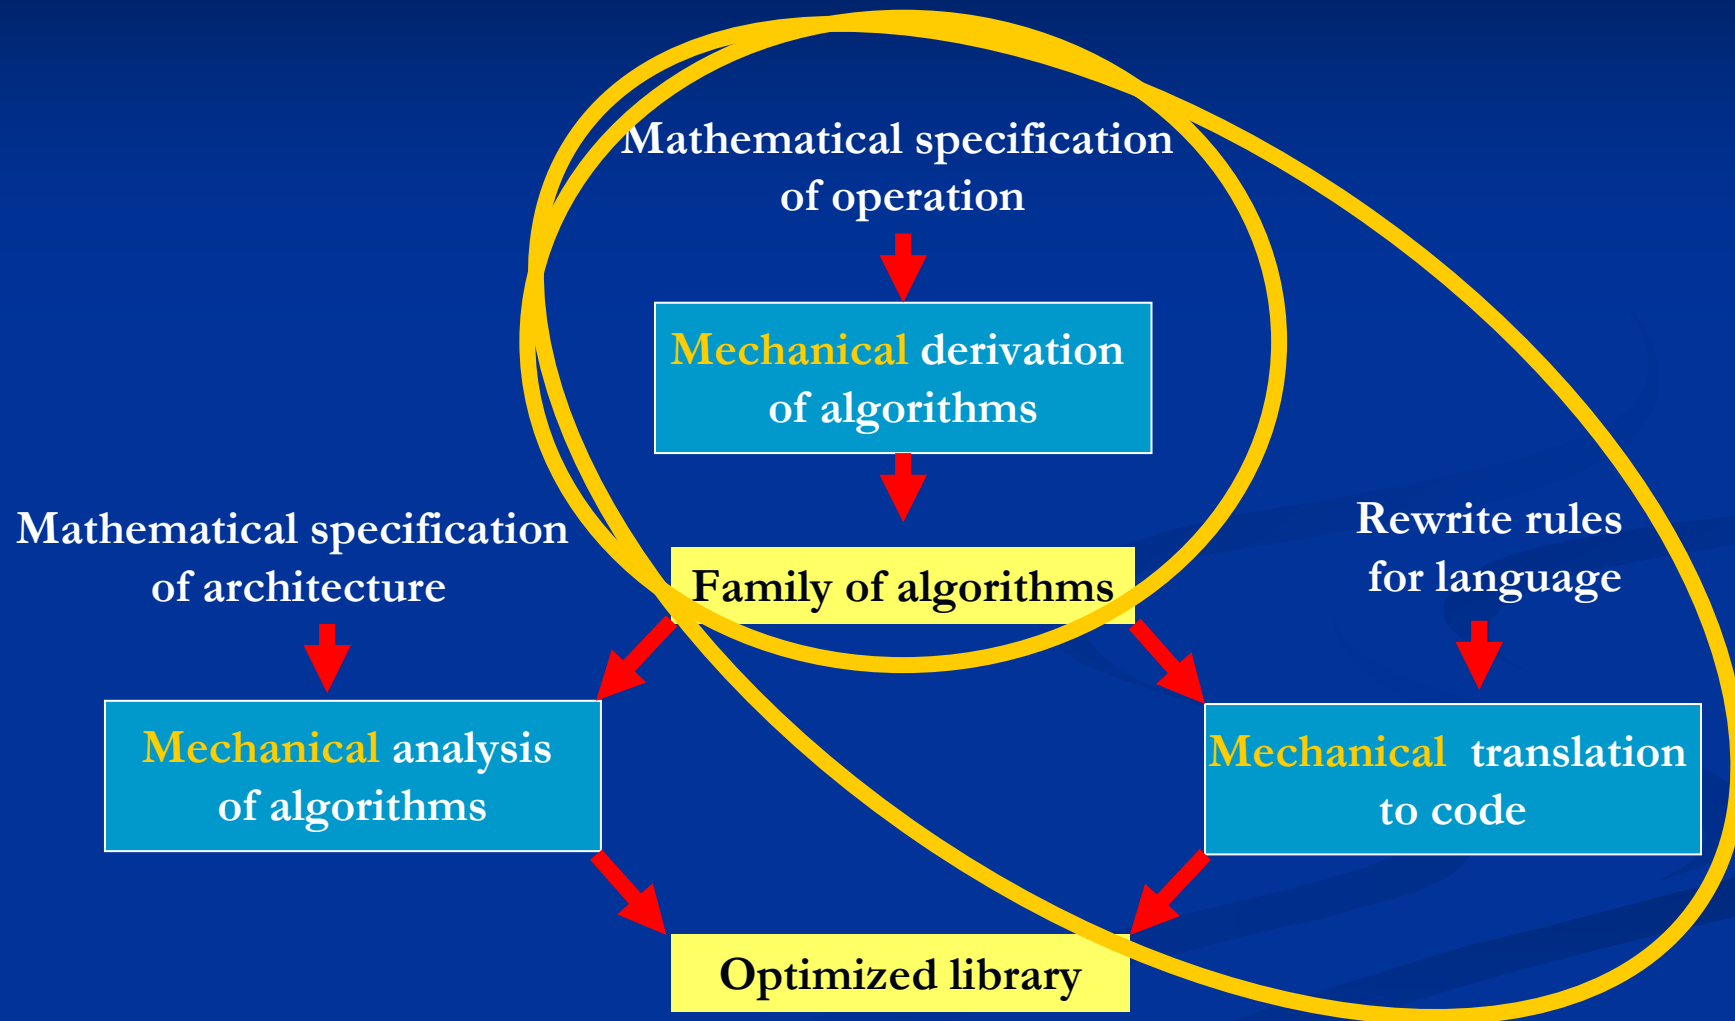 Mathematical specification
of operation
Mechanical derivation
of algorithms
Mathematical specification
of architecture
Family of algorithms
Rewrite rules
for language
Mechanical analysis
of algorithms
Mechanical translation
to code
Optimized library